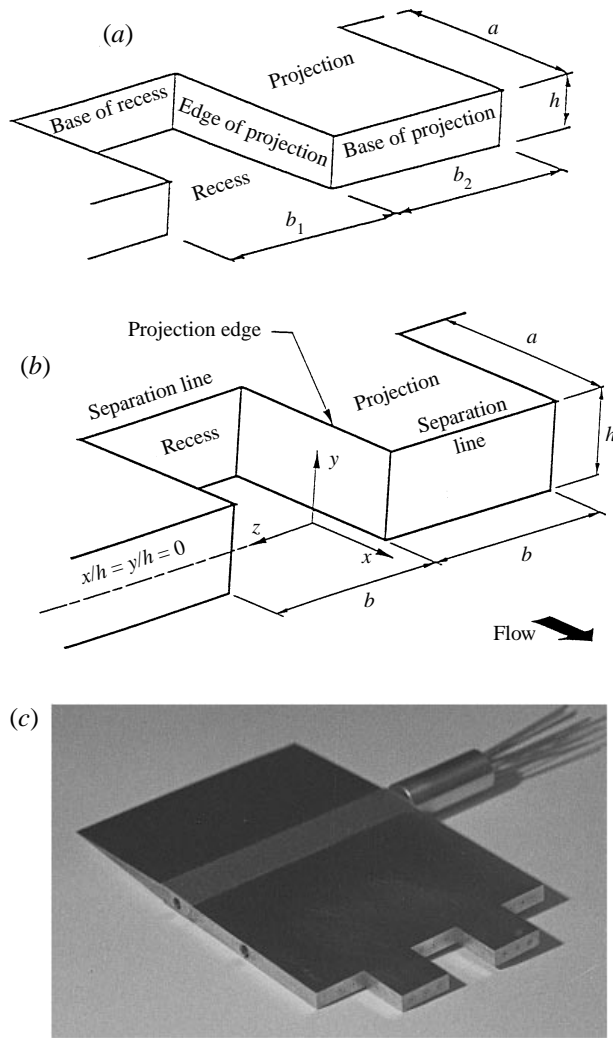 (a)
Projection
a
h
Base of recess
Edge of projection
Base of projection
Recess
b1
b2
Projection edge
(b)
Separation line
Projection
a
Separation
line
Recess
h
y
z
x
x/h = y/h = 0
b
b
Flow
(c)